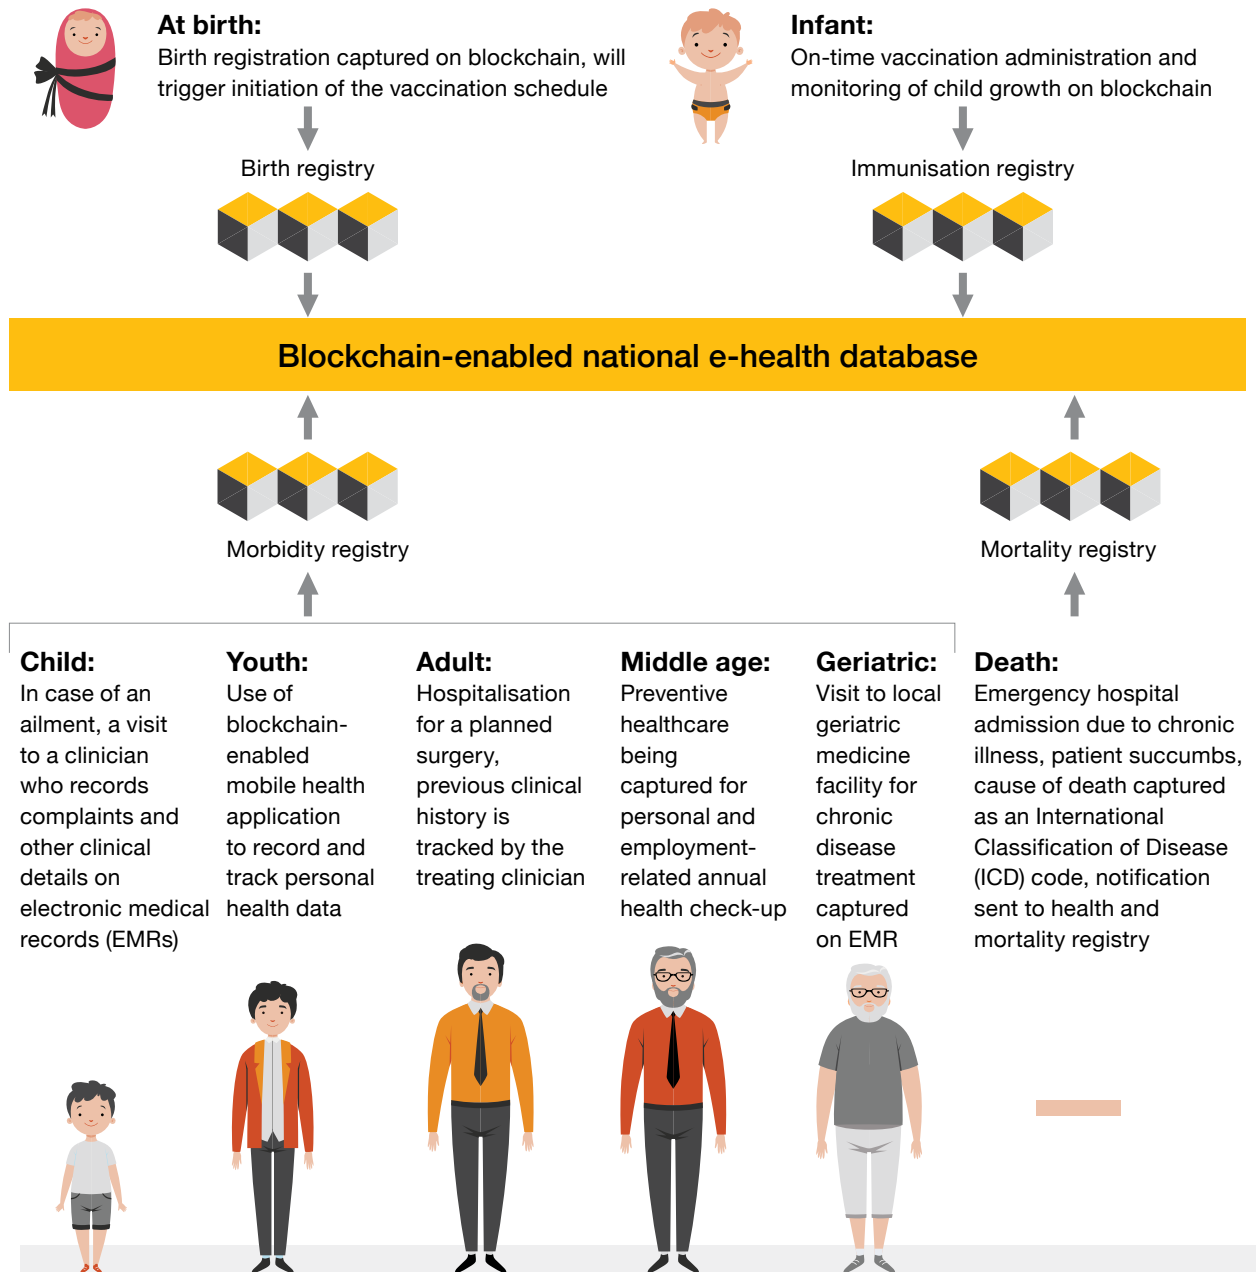 At birth:
Birth registration captured on blockchain, will
trigger initiation of the vaccination schedule
Birth registry
Infant:
On-time vaccination administration and
monitoring of child growth on blockchain
Immunisation registry
Blockchain-enabled national e-health database
Morbidity registry
Mortality registry
Child:
In case of an
ailment, a visit
to a clinician
who records
complaints and
other clinical
details on
electronic medical
records (EMRs)
Youth:
Use of
blockchain-
enabled
mobile health
application
to record and
track personal
health data
Adult:
Hospitalisation
for a planned
surgery,
previous clinical
history is
tracked by the
treating clinician
Middle age:
Preventive
healthcare
being
captured for
personal and
employment-
related annual
health check-up
Geriatric:
Visit to local
geriatric
medicine
facility for
chronic
disease
treatment
captured
on EMR
Death:
Emergency hospital
admission due to chronic
illness, patient succumbs,
cause of death captured
as an International
Classification of Disease
(ICD) code, notification
sent to health and
mortality registry